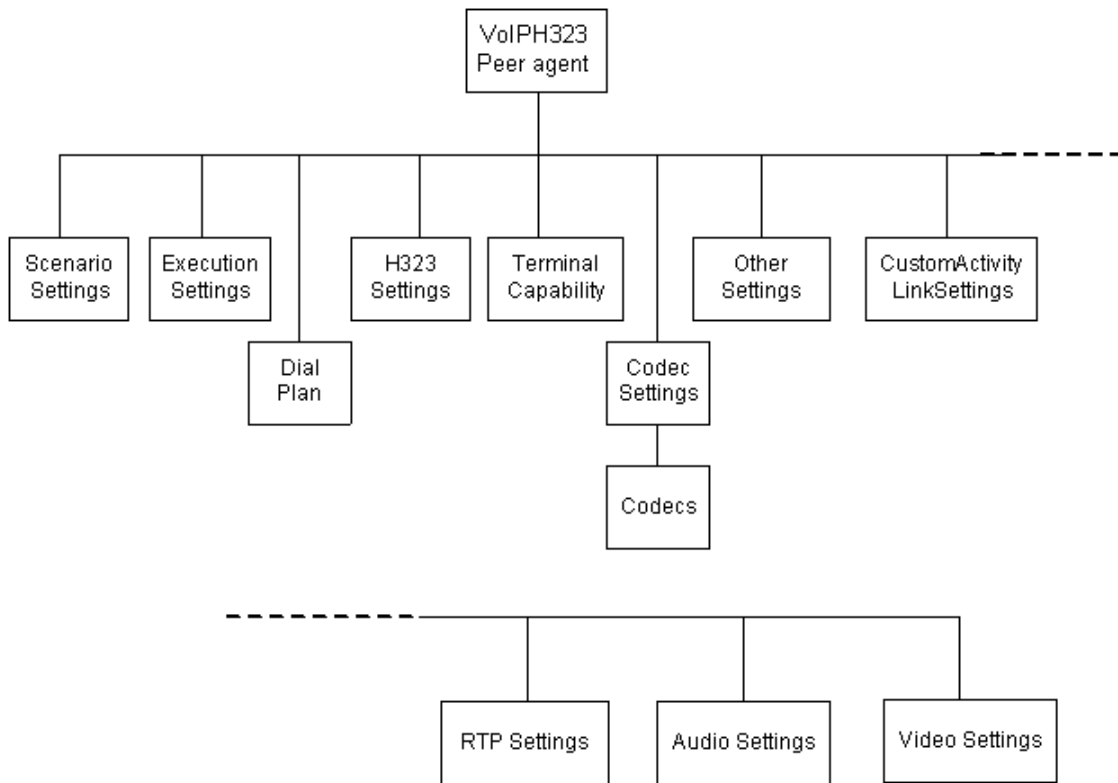 VoIPH323
Peer agent
Scenario
Settings
Execution
Settings
H323
Settings
Terminal
Capability
Other
Settings
CustomActivity
LinkSettings
Dial
Plan
Codec
Settings
Codecs
RTP Settings
Audio Settings
Video Settings